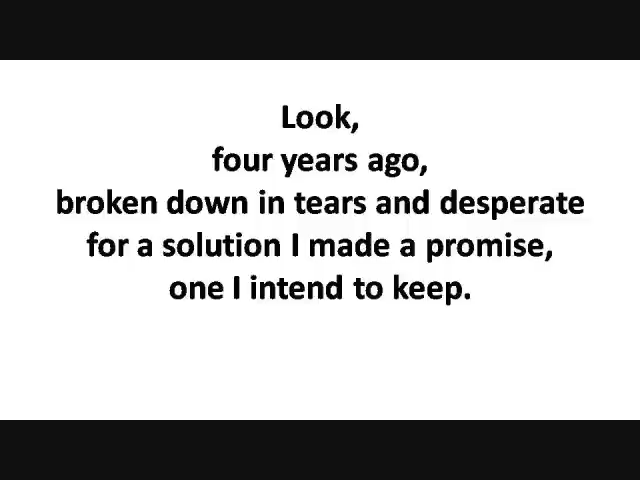 Look,
four years ago,
broken down in tears and desperate
for a solution I made a promise,
one I intend to keep.